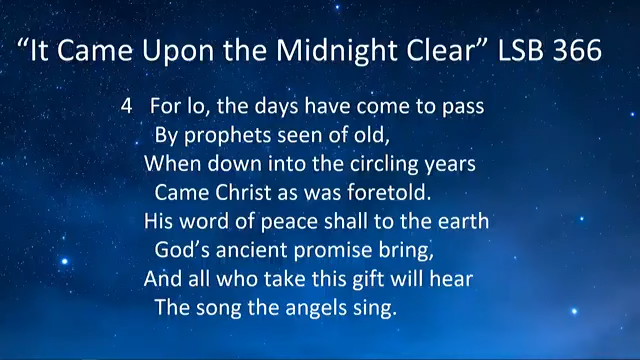 “It Came Upon the Midnight Clear” LSB 366
4 For lo, the days have come to pass
By prophets seen of old,
When down into the circling years
Came Christ as was foretold.
His word of peace shall to the earth
God’s ancient promise bring,
And all who take this gift will hear
The song the angels sing.